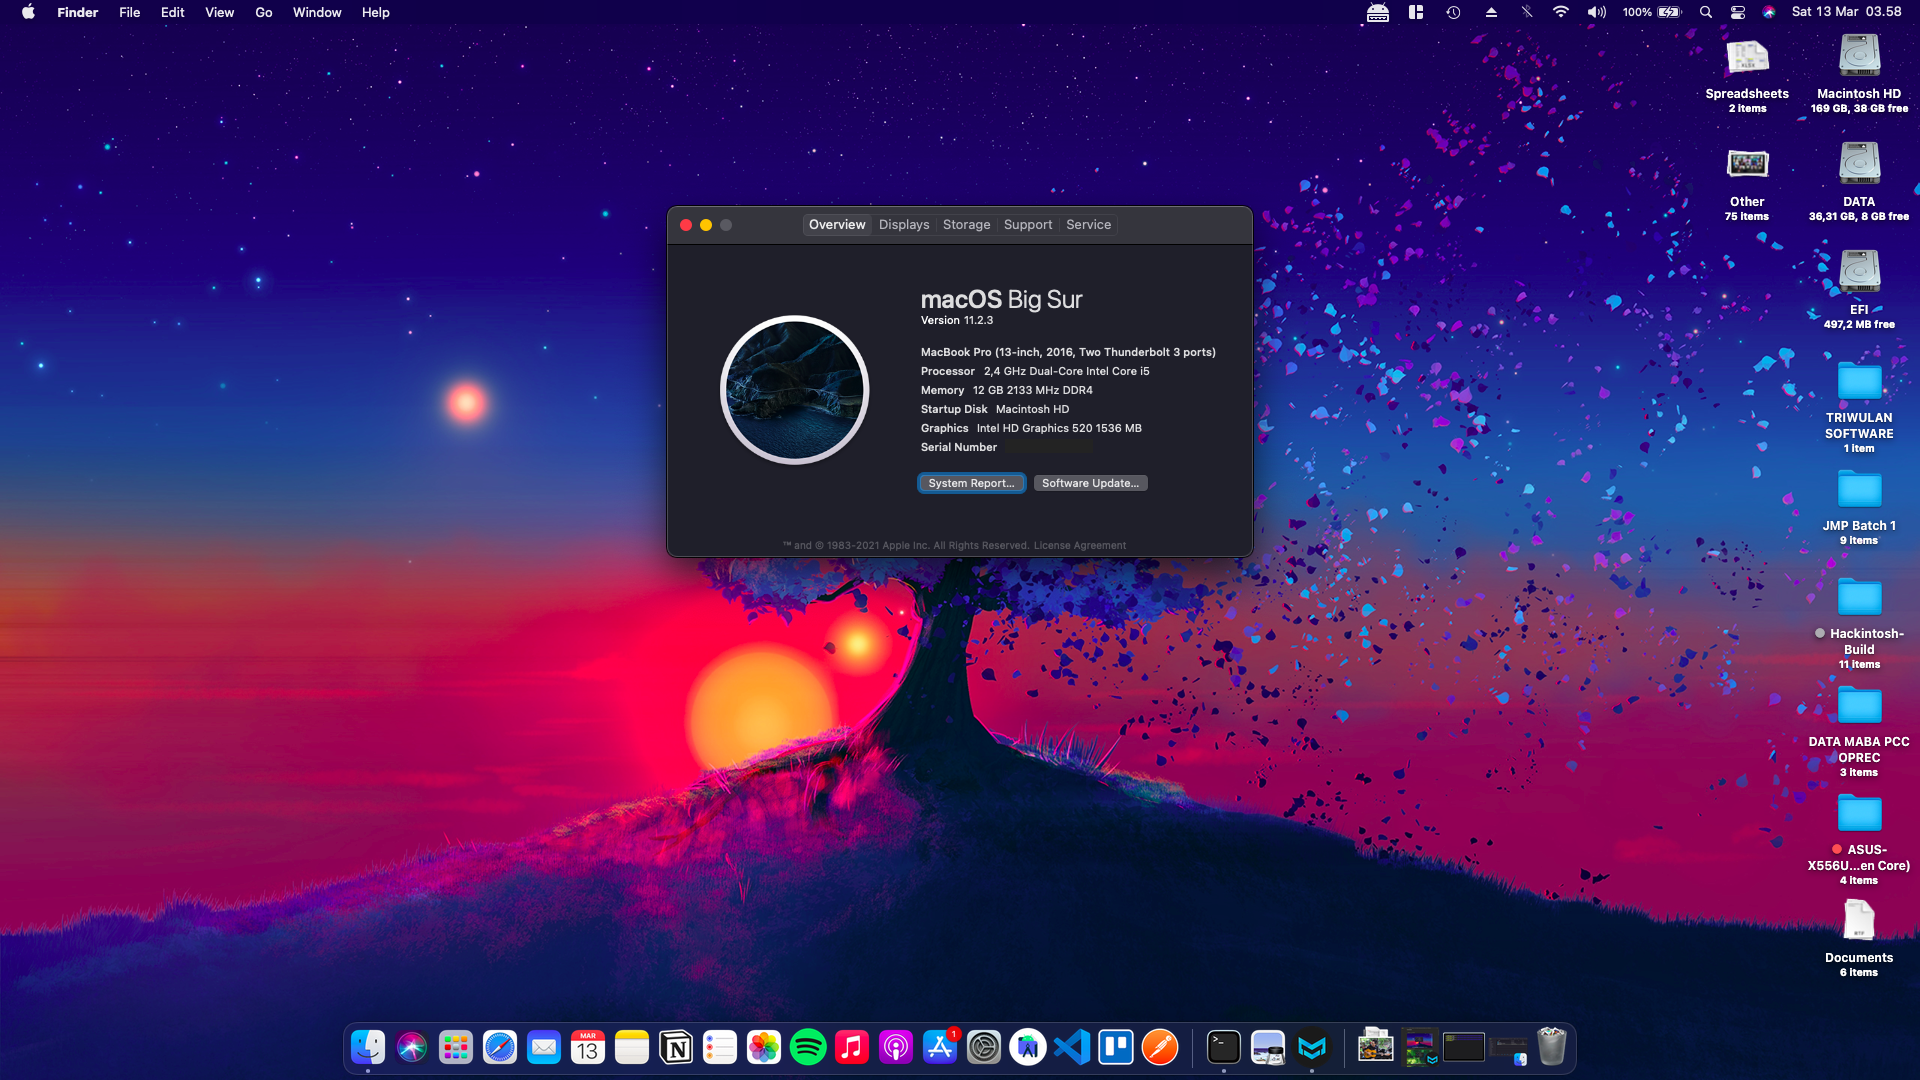 Finder File Edit View Go Window Help
100% Sat 13 Mar 03.58
Overview Displays Storage Support Service
macOS Big Sur
Version 11.2.3
MacBook Pro (13-inch, 2016, Two Thunderbolt 3 ports)
Processor 2,4 GHz Dual-Core Intel Core i5
Memory 12 GB 2133 MHz DDR4
Startup Disk Macintosh HD
Graphics Intel HD Graphics 520 1536 MB
Serial Number
System Report... Software Update...
™ and © 1983-2021 Apple Inc. All Rights Reserved. License Agreement
Spreadsheets
2 items
Other
75 items
Macintosh HD
169 GB, 38 GB free
DATA
36,31 GB, 8 GB free
EFI
497,2 MB free
TRIWULAN
SOFTWARE
1 item
JMP Batch 1
9 items
Hackintosh-
Build
11 items
DATA MABA PCC
OPREC
3 items
ASUS-
X556U...en Core)
4 items
Documents
6 items
MAR
13
1